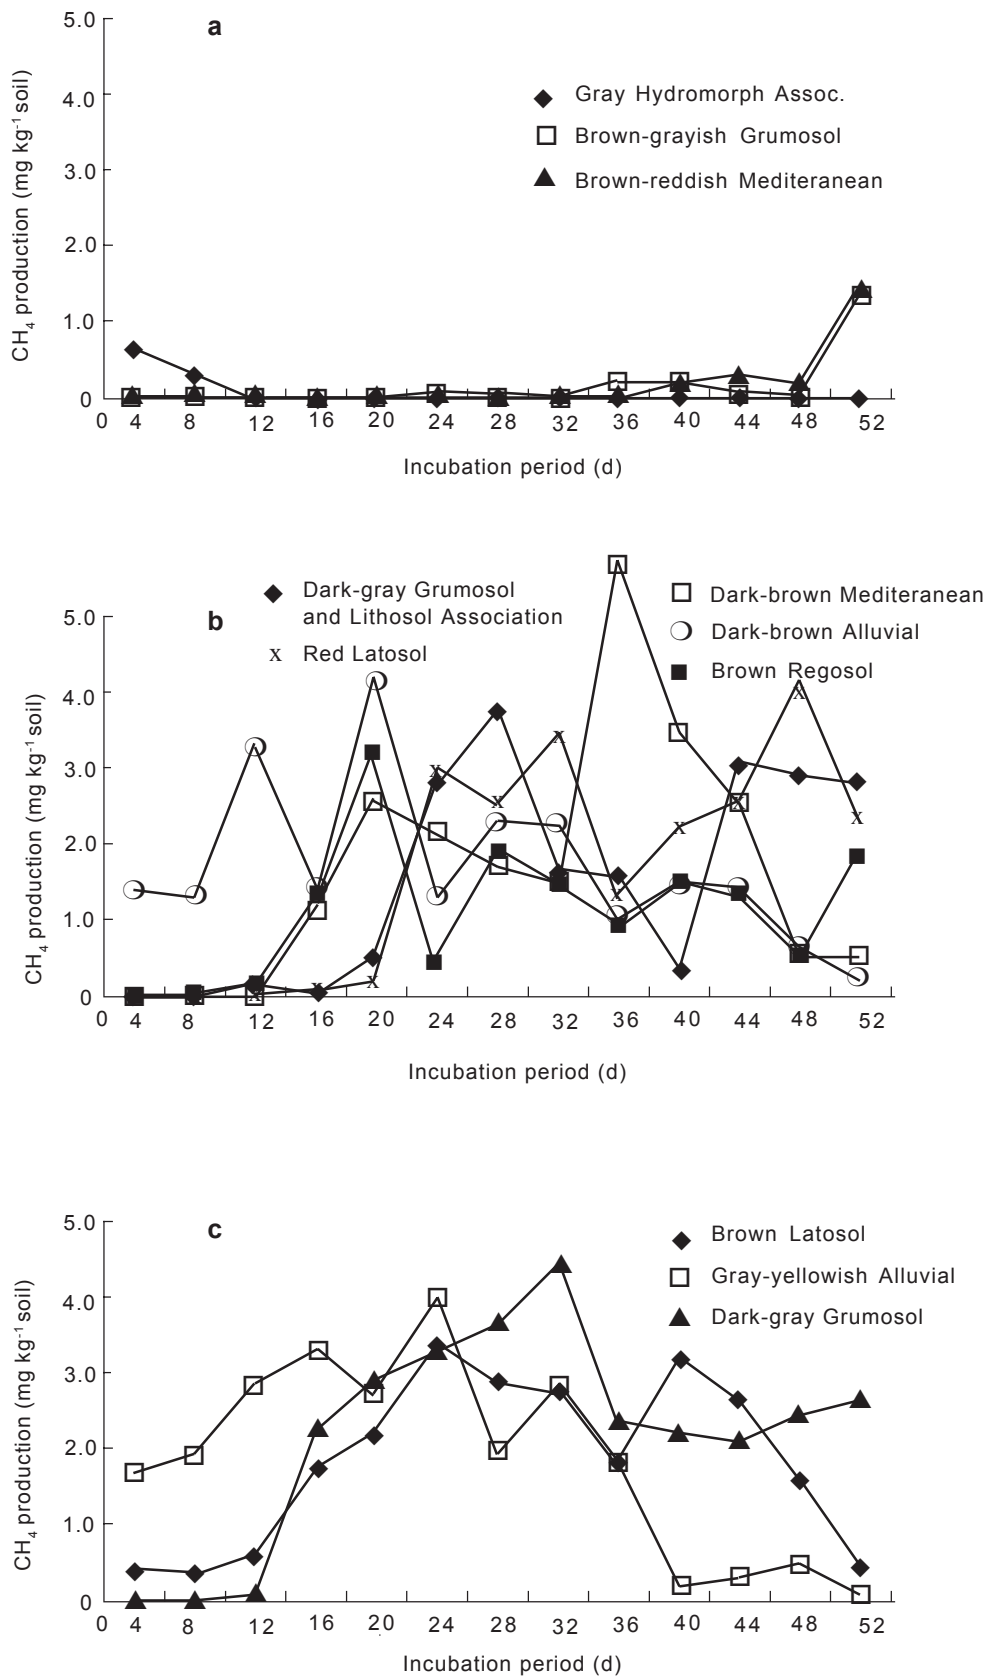 a
5.0
4.0
3.0
2.0
1.0
0
CH₄ production (mg kg⁻¹ soil)
Gray Hydromorph Assoc.
Brown-grayish Grumosol
Brown-reddish Mediteranean
0 4 8 12 16 20 24 28 32 36 40 44 48 52
Incubation period (d)
b
5.0
4.0
3.0
2.0
1.0
0
CH₄ production (mg kg⁻¹ soil)
Dark-gray Grumosol
and Lithosol Association
x Red Latosol
Dark-brown Mediteranean
Dark-brown Alluvial
Brown Regosol
0 4 8 12 16 20 24 28 32 36 40 44 48 52
Incubation period (d)
c
5.0
4.0
3.0
2.0
1.0
0
CH₄ production (mg kg⁻¹ soil)
Brown Latosol
Gray-yellowish Alluvial
Dark-gray Grumosol
0 4 8 12 16 20 24 28 32 36 40 44 48 52
Incubation period (d)